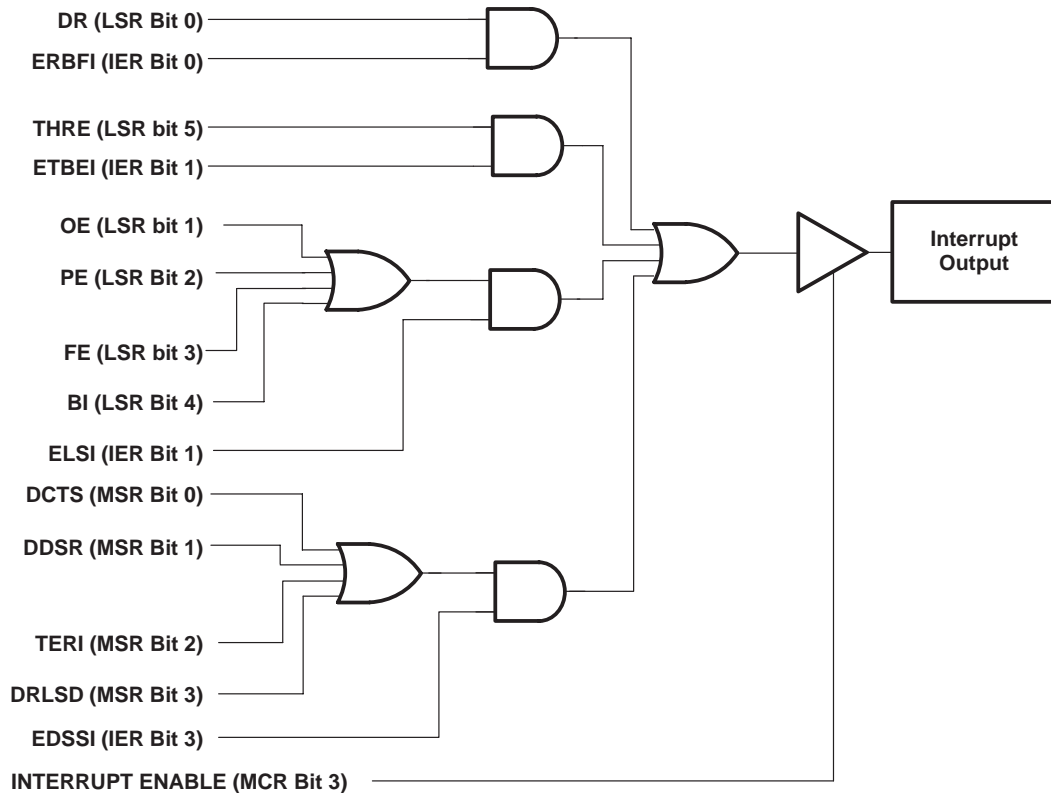 DR (LSR Bit 0)
ERBFI (IER Bit 0)
THRE (LSR bit 5)
ETBEI (IER Bit 1)
OE (LSR bit 1)
PE (LSR Bit 2)
FE (LSR bit 3)
BI (LSR Bit 4)
ELSI (IER Bit 1)
DCTS (MSR Bit 0)
DDSR (MSR Bit 1)
TERI (MSR Bit 2)
DRLSD (MSR Bit 3)
EDSSI (IER Bit 3)
INTERRUPT ENABLE (MCR Bit 3)
Interrupt
Output